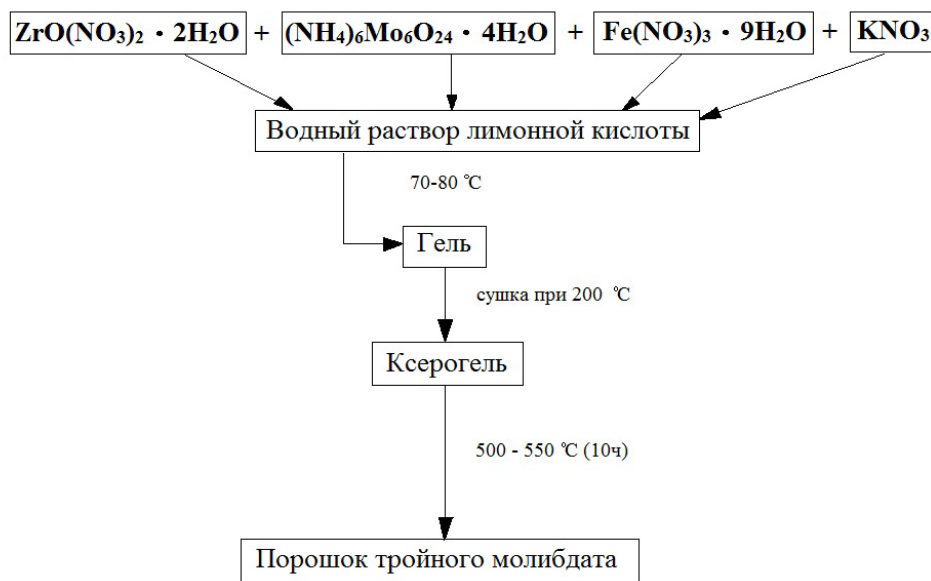 ZrO(NO₃)₂ · 2H₂O + (NH₄)₆Mo₆O₂₄ · 4H₂O + Fe(NO₃)₃ · 9H₂O + KNO₃
Водный раствор лимонной кислоты
70-80 ℃
Гель
сушка при 200 ℃
Ксерогель
500 - 550 ℃ (10ч)
Порошок тройного молибдата